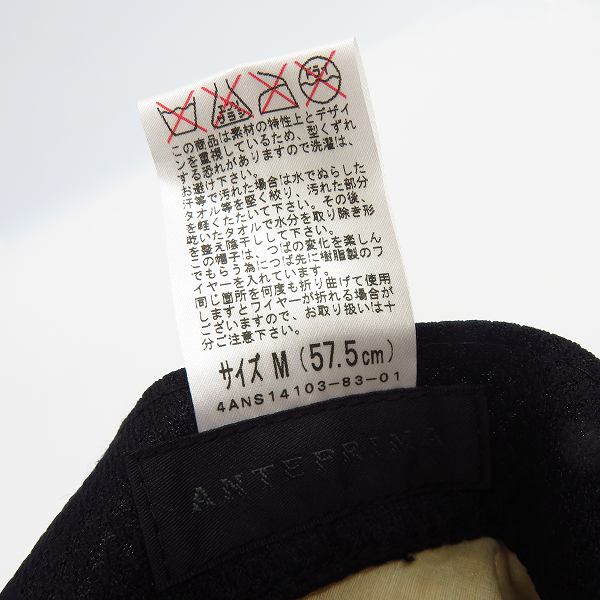 エンソ
サラシ
ドライ
この商品は素材の特性上とデザイ
ンを重視しているため、型くずれ
する恐れがありますので洗濯は、
お避け下さい。
汗等で汚れた場合は水でぬらした
タオル等を堅く絞り、汚れた部分
を軽くたたいて下さい。その後、
乾いたタオルで水分を取り除き形
を整え陰干しして下さい。
この帽子は、つばの変化を楽しん
でもらう為につば先に樹脂製のワ
イヤーを入れています。
同じ箇所を何度も折り曲げて使用
しますとワイヤーが折れる場合が
ございますので、お取り扱いは十
分ご注意下さい。
サイズ M (57.5cm)
4ANS14103-83-01
ANTEPRIMA